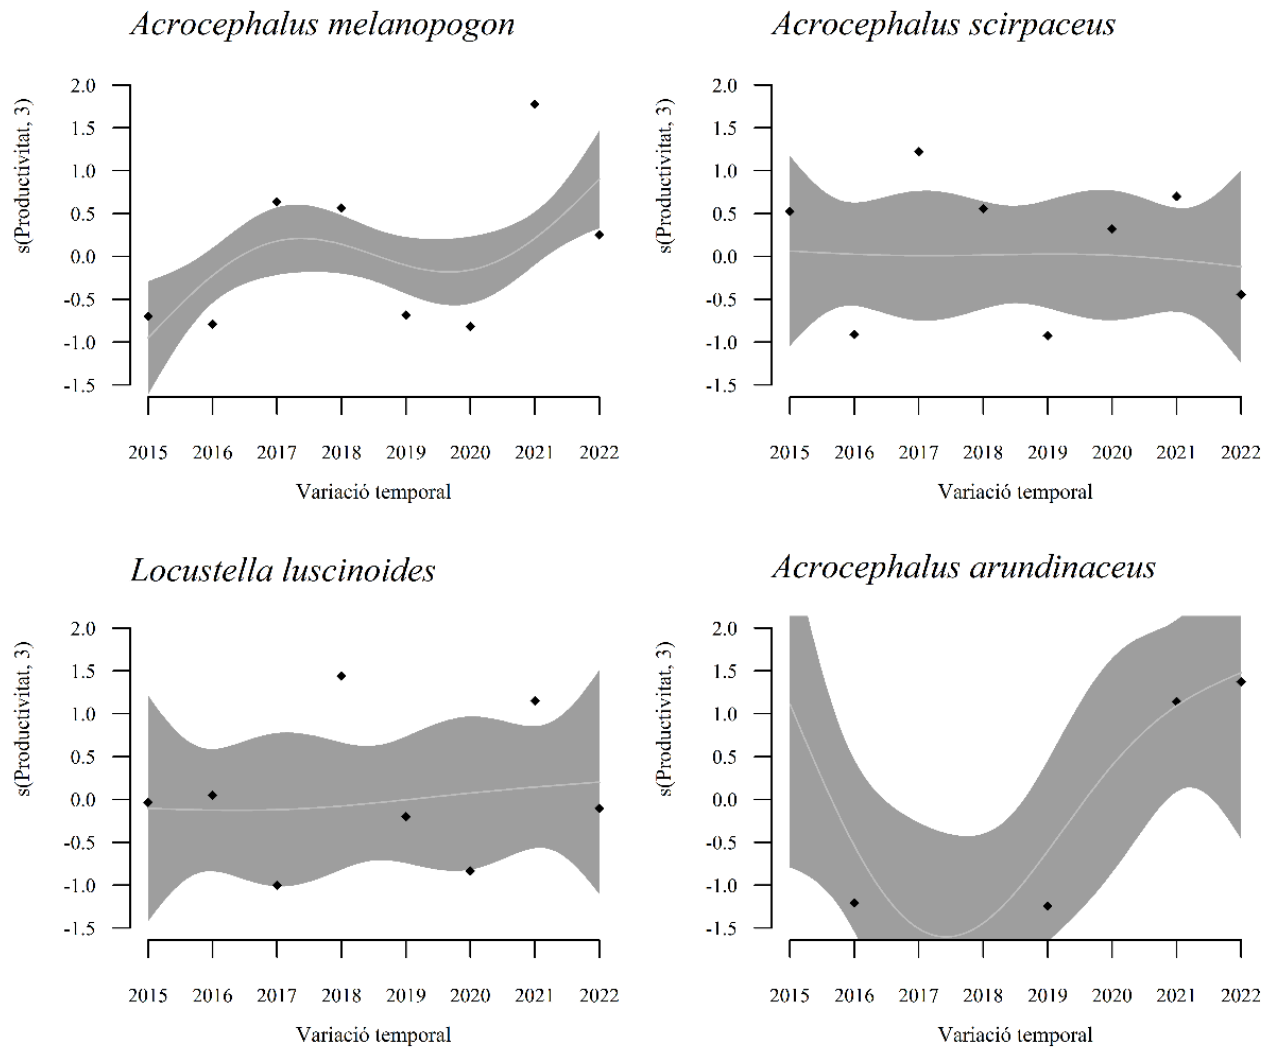 Acrocephalus melanopogon
s(Productivitat, 3)
2.0
1.5
1.0
0.5
0.0
-0.5
-1.0
-1.5
2015 2016 2017 2018 2019 2020 2021 2022
Variació temporal
Acrocephalus scirpaceus
s(Productivitat, 3)
2.0
1.5
1.0
0.5
0.0
-0.5
-1.0
-1.5
2015 2016 2017 2018 2019 2020 2021 2022
Variació temporal
Locustella luscinoides
s(Productivitat, 3)
2.0
1.5
1.0
0.5
0.0
-0.5
-1.0
-1.5
2015 2016 2017 2018 2019 2020 2021 2022
Variació temporal
Acrocephalus arundinaceus
s(Productivitat, 3)
2.0
1.5
1.0
0.5
0.0
-0.5
-1.0
-1.5
2015 2016 2017 2018 2019 2020 2021 2022
Variació temporal